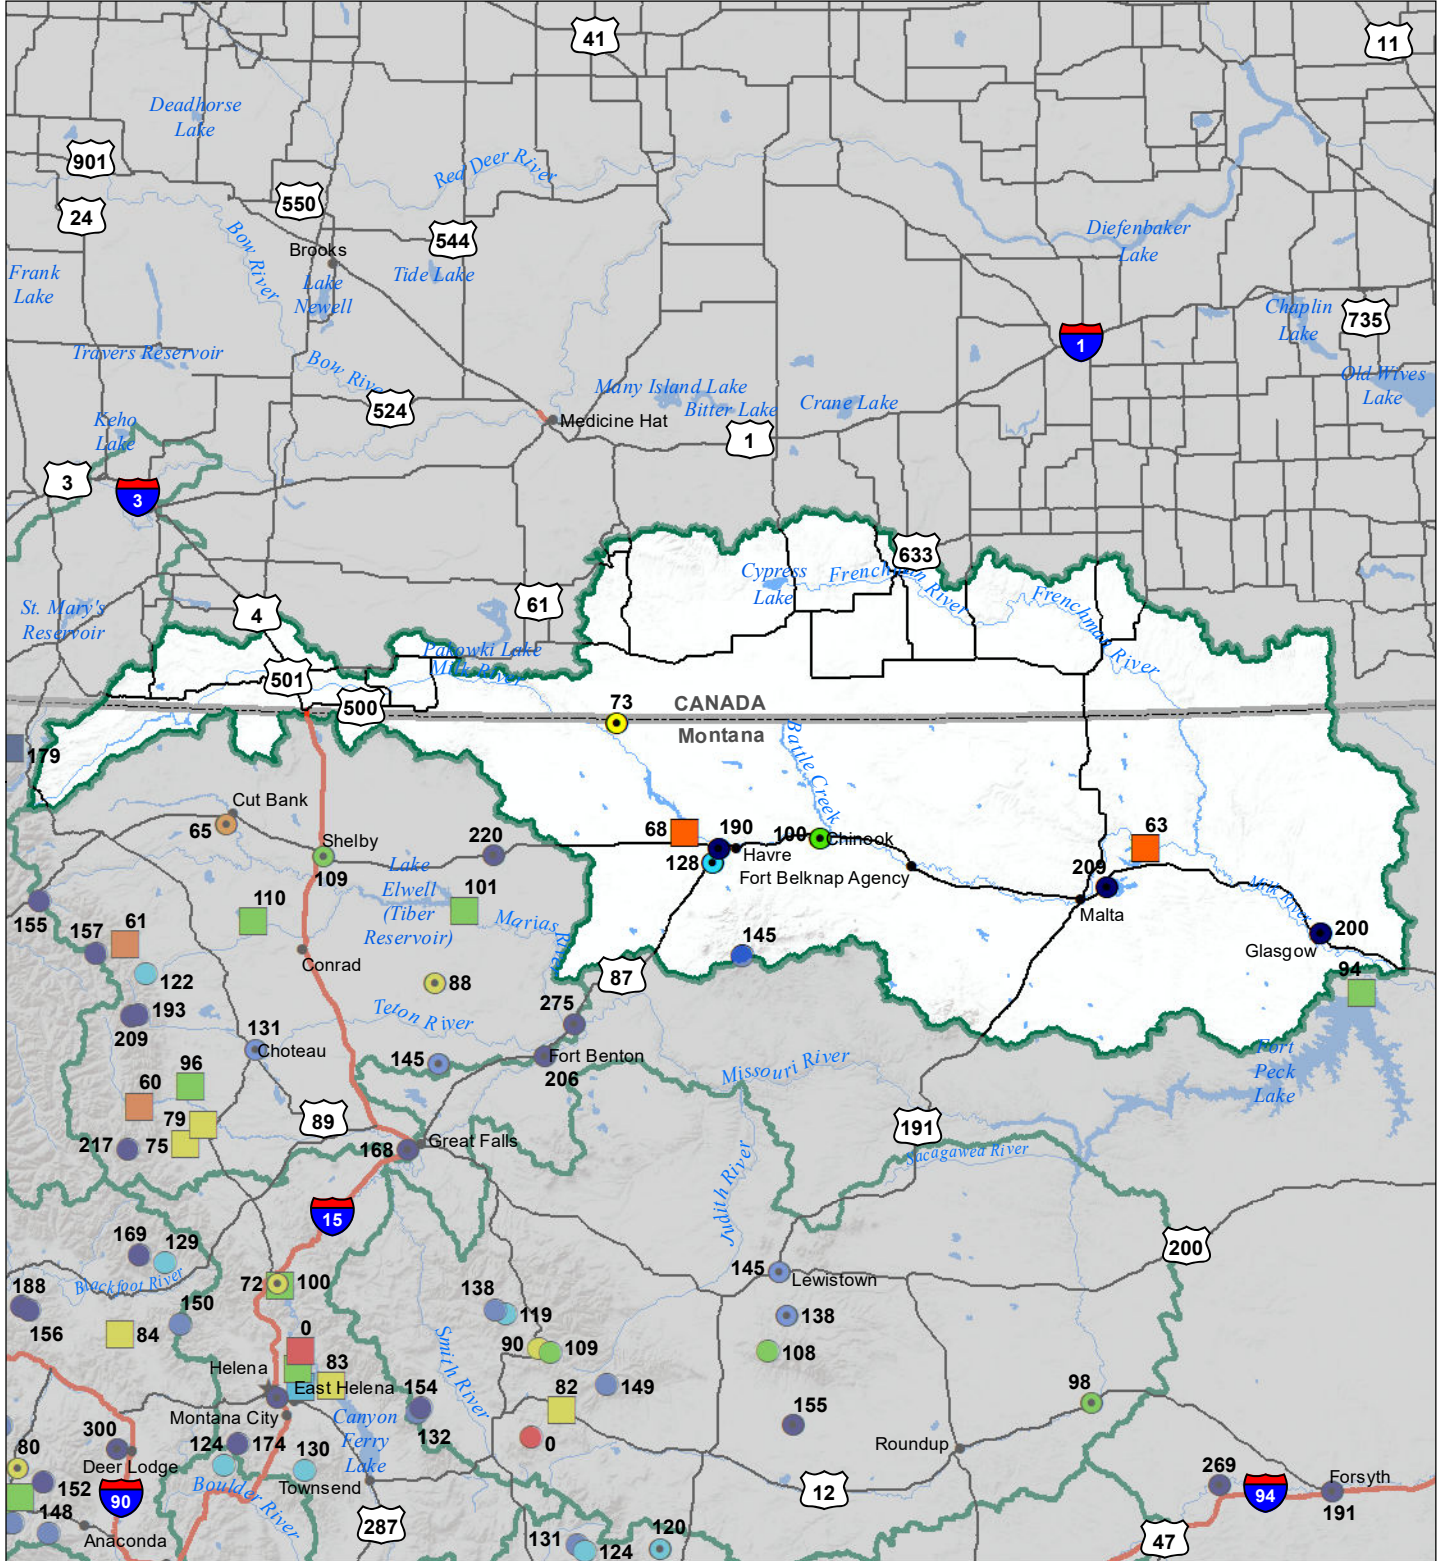 41
11
Deadhorse
Lake
901
Red Deer River
550
24
544
Bow River
Brooks
Diefenbaker
Lake
Frank
Lake
Tide Lake
Lake
Newell
Chaplin
Lake
735
1
Travers Reservoir
Bow River
Many Island Lake
Bitter Lake
Crane Lake
Old Wives
Lake
524
Keho
Lake
Medicine Hat
1
3
3
633
Cypress
Lake
Frenchman River
Frenchman River
St. Mary's
Reservoir
4
61
Pakowki Lake
Milk River
501
500
73
CANADA
Montana
179
Battle Creek
Cut Bank
65
Shelby
109
220
68
190
100
Chinook
63
128
Havre
Fort Belknap Agency
209
Malta
Milk River
Lake
Elwell
(Tiber
Reservoir)
101
Marias River
155
110
157
61
122
Conrad
145
87
Glasgow
200
94
88
193
209
Teton River
275
131
Choteau
145
Fort Benton
206
Missouri River
Fort
Peck
Lake
96
60
79
75
217
89
168
Great Falls
191
Sacagawea River
Judith River
15
200
169
129
Blackfoot River
72
100
145
Lewistown
188
156
150
138
119
138
84
0
90
109
108
Smith River
Helena
83
East Helena
154
132
82
149
98
Montana City
Canyon
Ferry
Lake
155
0
300
124
174
130
Roundup
80
Deer Lodge
Townsend
269
Forsyth
152
90
Boulder River
12
94
191
148
Anaconda
287
131
124
120
47